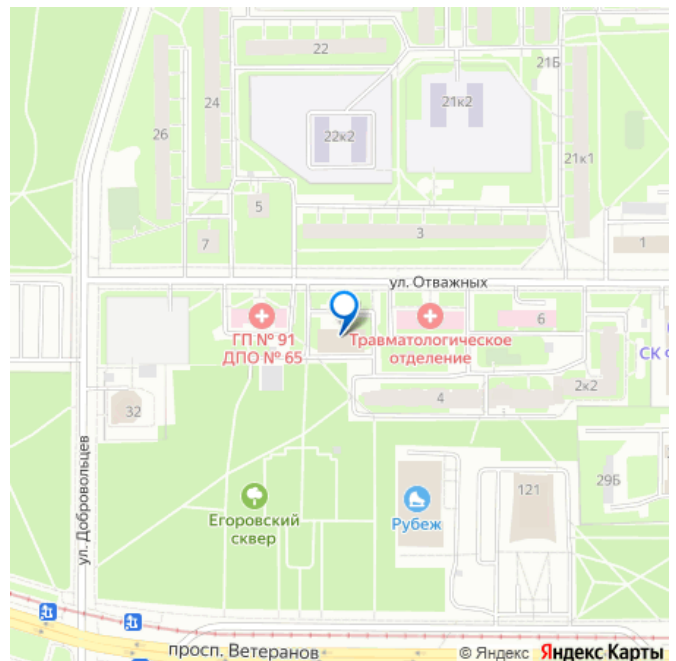 22
21Б
24
22к2
21к2
26
21к1
5
7
3
1
ул. Отважных
6
ГП № 91
ДПО № 65
Травматологическое
отделение
СК Ф
2к2
4
32
ул. Добровольцев
29Б
121
Егоровский
сквер
Рубеж
просп. Ветеранов
© Яндекс Яндекс Карты